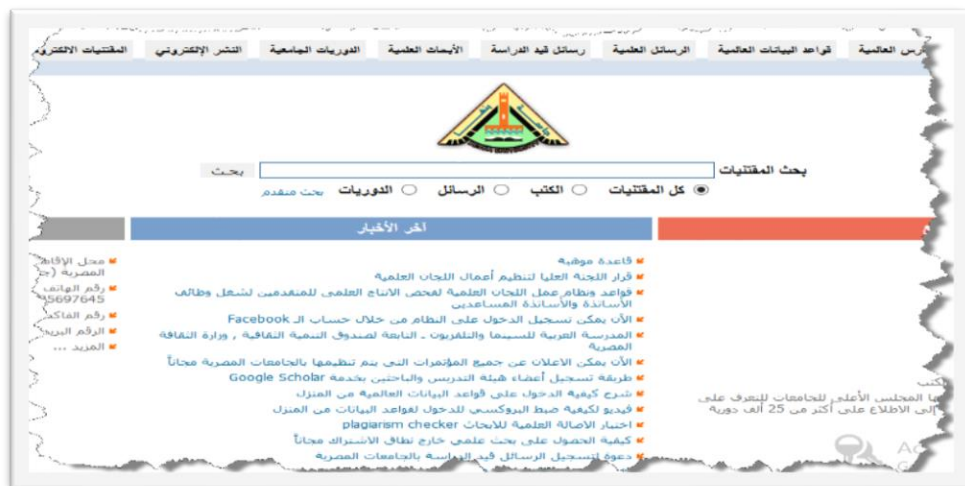 رس العالمية قواعد البيانات العالمية الرسائل العلمية رسائل قيد الدراسة الأبحاث العلمية الدوريات الجامعية النشر الإلكتروني المقتنيات الالكترو
بحث المقتنيات بحث
كل المقتنيات الكتب الرسائل الدوريات بحث متقدم
آخر الأخبار
قاعدة موهبة
قرار اللجنة العليا لتنظيم أعمال اللجان العلمية
قواعد ونظام عمل اللجان العلمية لفحص الانتاج العلمى للمتقدمين لشغل وظائف
الأساتذة والأساتذة المساعدين
الآن يمكن تسجيل الدخول على النظام من خلال حساب الـ Facebook
المدرسة العربية للسينما والتلفزيون ـ التابعة لصندوق التنمية الثقافية , وزارة الثقافة
المصرية
الآن يمكن الاعلان عن جميع المؤتمرات التى يتم تنظيمها بالجامعات المصرية مجاناً
طريقة تسجيل أعضاء هيئة التدريس والباحثين بخدمة Google Scholar
شرح كيفية الدخول على قواعد البيانات العالمية من المنزل
فيديو لكيفية ضبط البروكسي للدخول لقواعد البيانات من المنزل
اختبار الاصالة العلمية للابحاث plagiarism checker
كيفية الحصول على بحث علمي خارج نطاق الاشتراك مجاناً
دعوة لتسجيل الرسائل قيد الدراسة بالجامعات المصرية
كتب
ها المجلس الأعلى للجامعات للتعرف على
إلى الاطلاع على أكثر من 25 ألف دورية
محل الإقام
المصرية (ج
رقم الهاتف
5697645
رقم الفاكس
الرقم البريد
المزيد ...